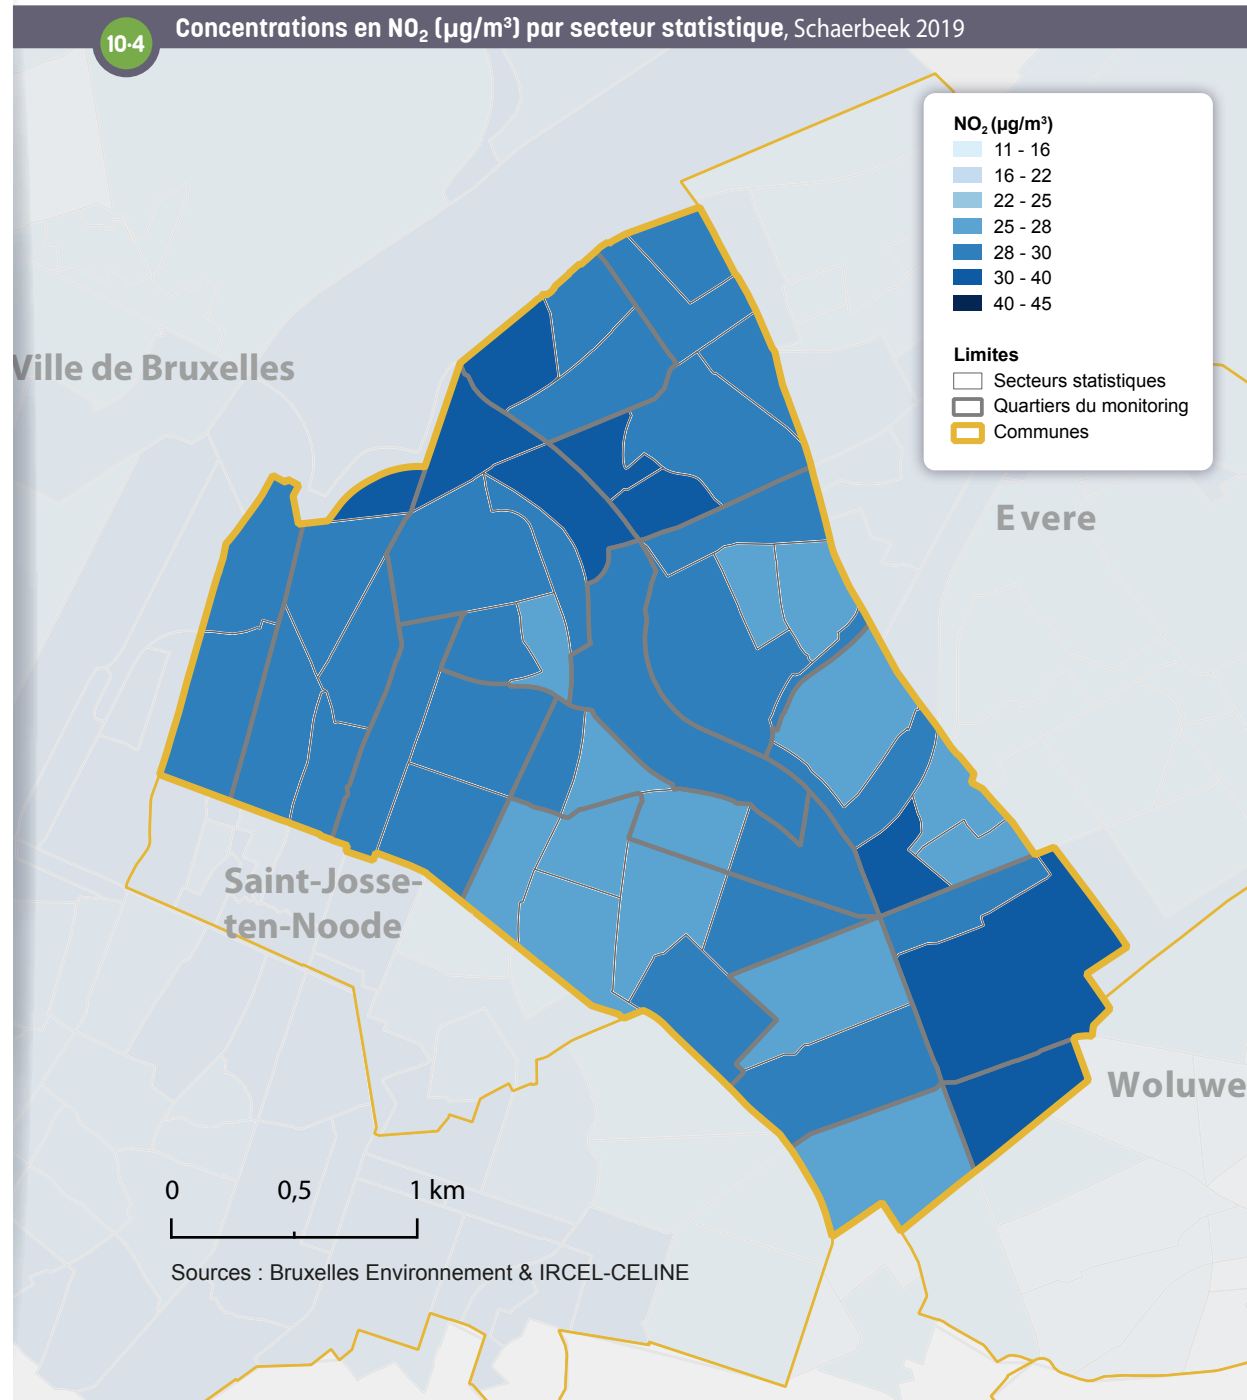 10·4
Concentrations en NO₂ (µg/m³) par secteur statistique, Schaerbeek 2019
NO₂ (µg/m³)
11 - 16
16 - 22
22 - 25
25 - 28
28 - 30
30 - 40
40 - 45
Limites
Secteurs statistiques
Quartiers du monitoring
Communes
Ville de Bruxelles
Evere
Saint-Josse-
ten-Noode
Woluwe
0 0,5 1 km
Sources : Bruxelles Environnement & IRCEL-CELINE